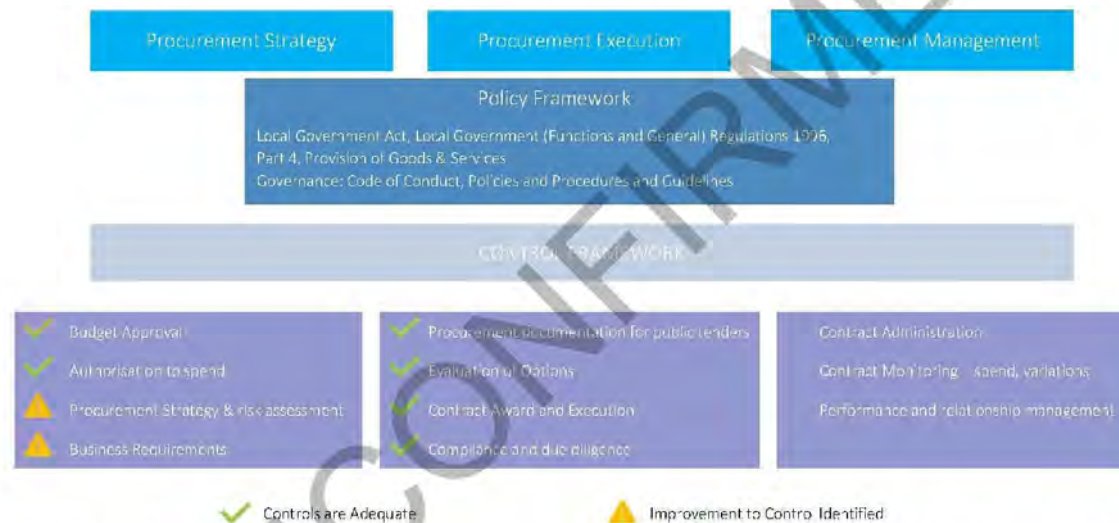 Procurement Strategy
Procurement Execution
Procurement Management
Policy Framework
Local Government Act, Local Government (Functions and General) Regulations 1996,
Part 4, Provision of Goods & Services
Governance: Code of Conduct, Policies and Procedures and Guidelines
CONTROL FRAMEWORK
Budget Approval
Authorisation to spend
Procurement Strategy & risk assessment
Business Requirements
Procurement documentation for public tenders
Evaluation of Options
Contract Award and Execution
Compliance and due diligence
Contract Administration
Contract Monitoring – spend, variations
Performance and relationship management
Controls are Adequate
Improvement to Control Identified
CONFIRME